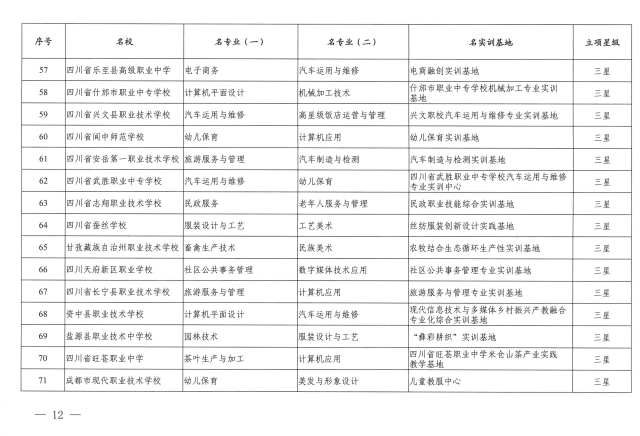 序号 名校 名专业（一） 名专业（二） 名实训基地 立项星级
57 四川省乐至县高级职业中学 电子商务 汽车运用与维修 电商融创实训基地 三星
58 四川省什邡市职业中专学校 计算机平面设计 机械加工技术 什邡市职业中专学校机械加工专业实训
基地 三星
59 四川省兴文县职业技术学校 汽车运用与维修 高星级饭店运营与管理 兴文职校汽车运用与维修专业实训基地 三星
60 四川省阆中师范学校 幼儿保育 计算机应用 幼儿保育实训基地 三星
61 四川省安岳第一职业技术学校 旅游服务与管理 汽车制造与检测 汽车制造与检测实训基地 三星
62 四川省武胜职业中专学校 汽车运用与维修 幼儿保育 四川省武胜职业中专学校汽车运用与维修
专业实训中心 三星
63 四川省志翔职业技术学校 民政服务 老年人服务与管理 民政职业技能综合实训基地 三星
64 四川省蚕丝学校 服装设计与工艺 工艺美术 丝纺服装创新设计实践基地 三星
65 甘孜藏族自治州职业技术学校 畜禽生产技术 民族美术 农牧结合生态循环生产性实训基地 三星
66 四川天府新区职业学校 社区公共事务管理 数字媒体技术应用 社区公共事务管理专业实训基地 三星
67 四川省长宁县职业技术学校 旅游服务与管理 计算机应用 旅游服务与管理专业实训基地 三星
68 资中县职业技术学校 计算机平面设计 汽车运用与维修 现代信息技术与多媒体乡村振兴产教融合
专业化综合实训基地 三星
69 盐源县职业技术中学校 园林技术 服装设计与工艺 “彝彩耕织”实训基地 三星
70 四川省旺苍职业中学 茶叶生产与加工 计算机应用 四川省旺苍职业中学米仓山茶产业实践
教学基地 三星
71 成都市现代职业技术学校 幼儿保育 美发与形象设计 儿童教服中心 三星
— 12 —